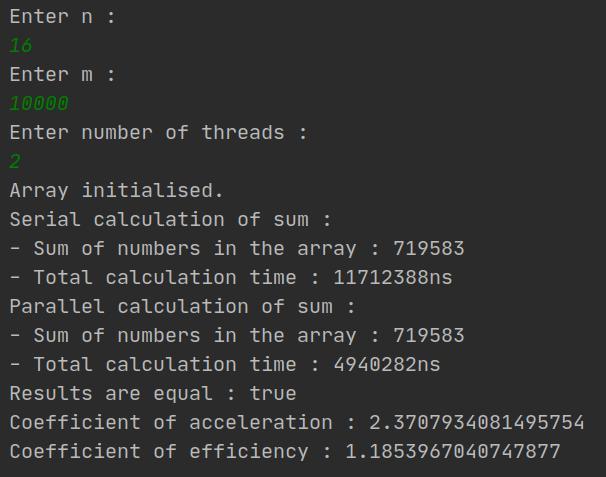 Enter n :
16
Enter m :
10000
Enter number of threads :
2
Array initialised.
Serial calculation of sum :
- Sum of numbers in the array : 719583
- Total calculation time : 11712388ns
Parallel calculation of sum :
- Sum of numbers in the array : 719583
- Total calculation time : 4940282ns
Results are equal : true
Coefficient of acceleration : 2.3707934081495754
Coefficient of efficiency : 1.1853967040747877